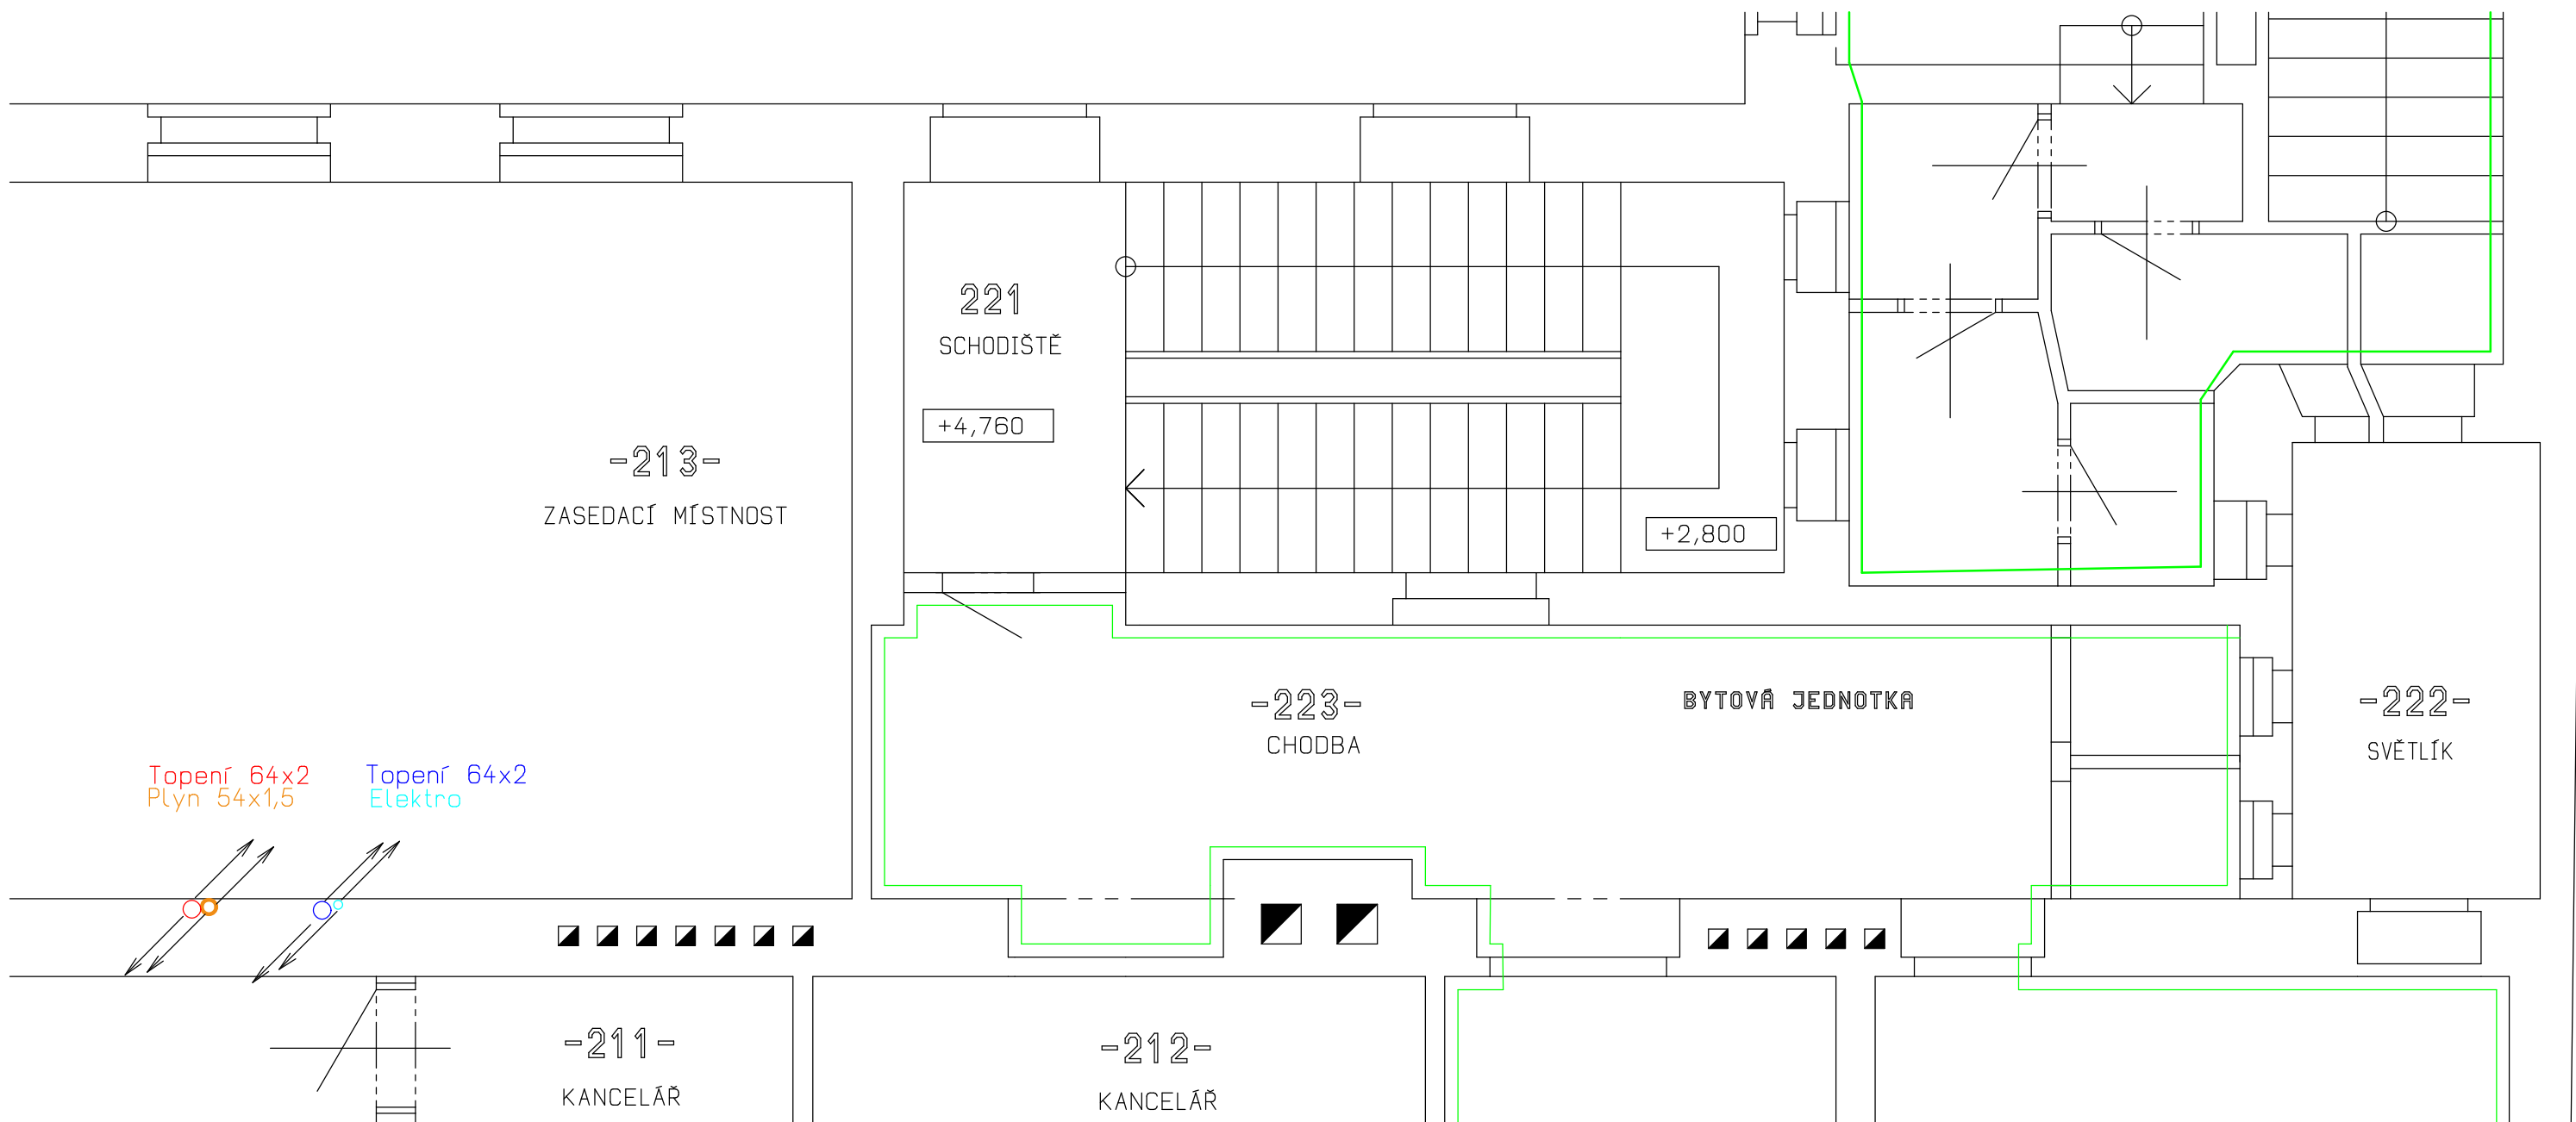 221
SCHODIŠTĚ
+4,760
-213-
ZASEDACÍ MÍSTNOST
+2,800
-223-
CHODBA
BYTOVÁ JEDNOTKA
-222-
SVĚTLÍK
Topení 64x2
Plyn 54x1,5
Topení 64x2
Elektro
-211-
KANCELÁŘ
-212-
KANCELÁŘ